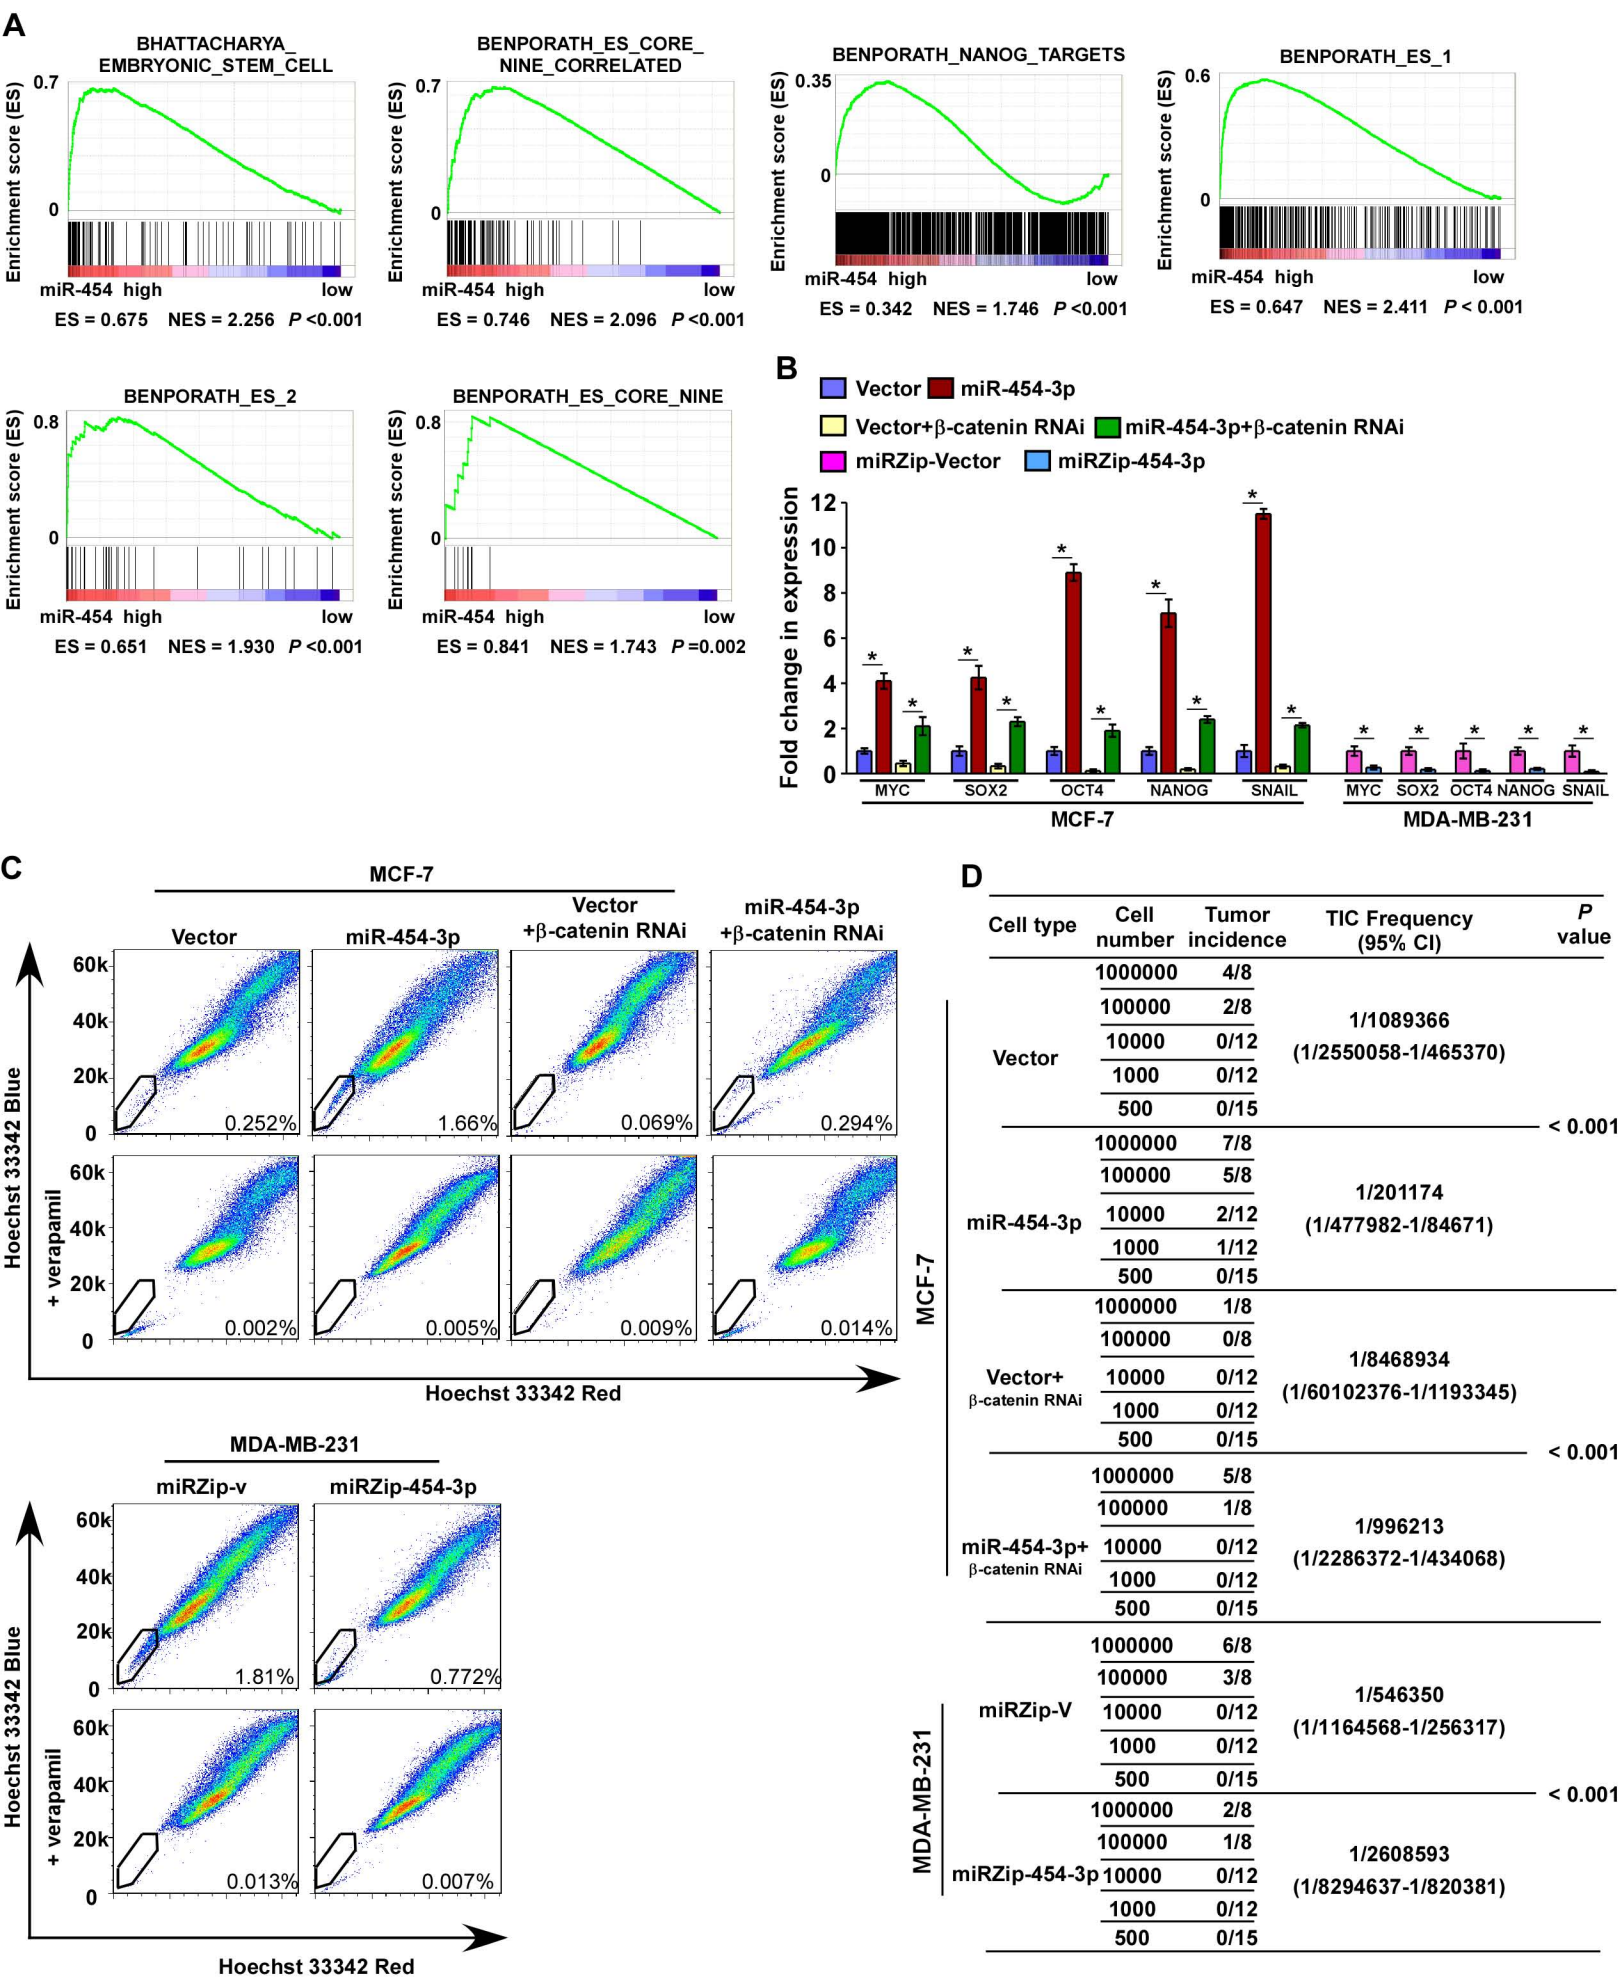 A
BHATTACHARYA_
EMBRYONIC_STEM_CELL
Enrichment score (ES)
0.7
0
miR-454 high low
ES = 0.675 NES = 2.256 P <0.001
BENPORATH_ES_CORE_
NINE_CORRELATED
Enrichment score (ES)
0.7
0
miR-454 high low
ES = 0.746 NES = 2.096 P <0.001
BENPORATH_NANOG_TARGETS
Enrichment score (ES)
0.35
0
miR-454 high low
ES = 0.342 NES = 1.746 P <0.001
BENPORATH_ES_1
Enrichment score (ES)
0.6
0
miR-454 high low
ES = 0.647 NES = 2.411 P < 0.001
BENPORATH_ES_2
Enrichment score (ES)
0.8
0
miR-454 high low
ES = 0.651 NES = 1.930 P <0.001
BENPORATH_ES_CORE_NINE
Enrichment score (ES)
0.8
0
miR-454 high low
ES = 0.841 NES = 1.743 P =0.002
B
Vector miR-454-3p
Vector+β-catenin RNAi miR-454-3p+β-catenin RNAi
miRZip-Vector miRZip-454-3p
Fold change in expression
12
10
8
6
4
2
0
* * * * * * * * * * * * * * *
MYC SOX2 OCT4 NANOG SNAIL MYC SOX2 OCT4 NANOG SNAIL
MCF-7 MDA-MB-231
C
MCF-7
Vector miR-454-3p Vector
+β-catenin RNAi miR-454-3p
+β-catenin RNAi
Hoechst 33342 Blue
60k
40k
20k
0
0.252% 1.66% 0.069% 0.294%
+ verapamil
60k
40k
20k
0
0.002% 0.005% 0.009% 0.014%
Hoechst 33342 Red
MDA-MB-231
miRZip-v miRZip-454-3p
Hoechst 33342 Blue
60k
40k
20k
0
1.81% 0.772%
+ verapamil
60k
40k
20k
0
0.013% 0.007%
Hoechst 33342 Red
D
Cell type Cell
number Tumor
incidence TIC Frequency
(95% CI) P
value
MCF-7
Vector
1000000 4/8
100000 2/8
10000 0/12
1000 0/12
500 0/15
1/1089366
(1/2550058-1/465370)
< 0.001
miR-454-3p
1000000 7/8
100000 5/8
10000 2/12
1000 1/12
500 0/15
1/201174
(1/477982-1/84671)
Vector+
β-catenin RNAi
1000000 1/8
100000 0/8
10000 0/12
1000 0/12
500 0/15
1/8468934
(1/60102376-1/1193345)
< 0.001
miR-454-3p+
β-catenin RNAi
1000000 5/8
100000 1/8
10000 0/12
1000 0/12
500 0/15
1/996213
(1/2286372-1/434068)
MDA-MB-231
miRZip-V
1000000 6/8
100000 3/8
10000 0/12
1000 0/12
500 0/15
1/546350
(1/1164568-1/256317)
< 0.001
miRZip-454-3p
1000000 2/8
100000 1/8
10000 0/12
1000 0/12
500 0/15
1/2608593
(1/8294637-1/820381)